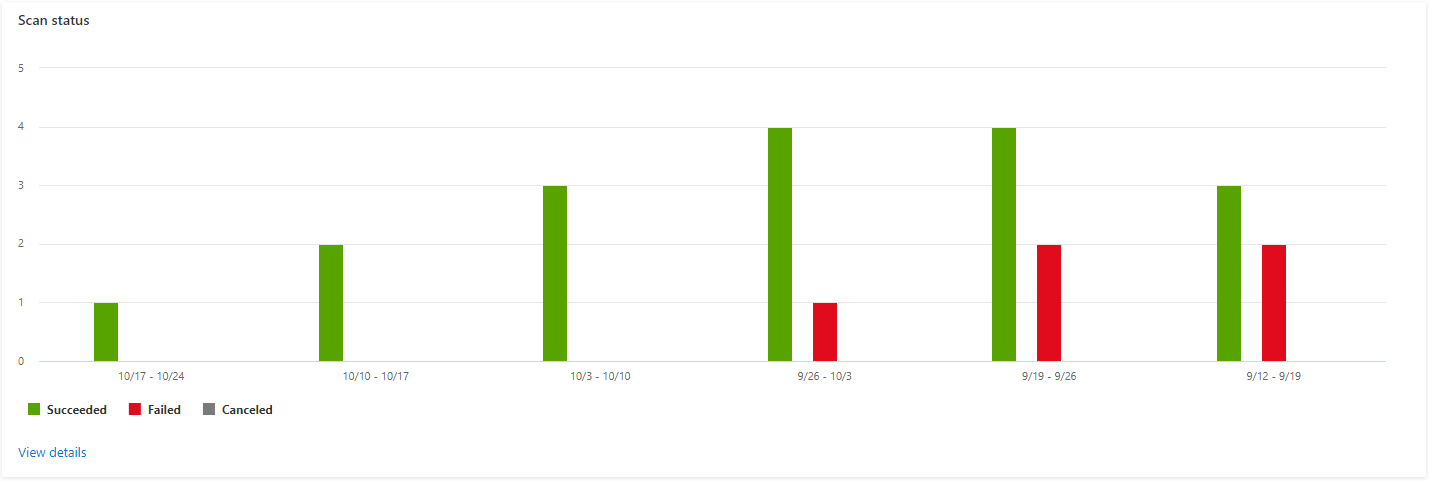 Scan status
5
4
3
2
1
0
10/17 - 10/24 10/10 - 10/17 10/3 - 10/10 9/26 - 10/3 9/19 - 9/26 9/12 - 9/19
Succeeded Failed Canceled
View details